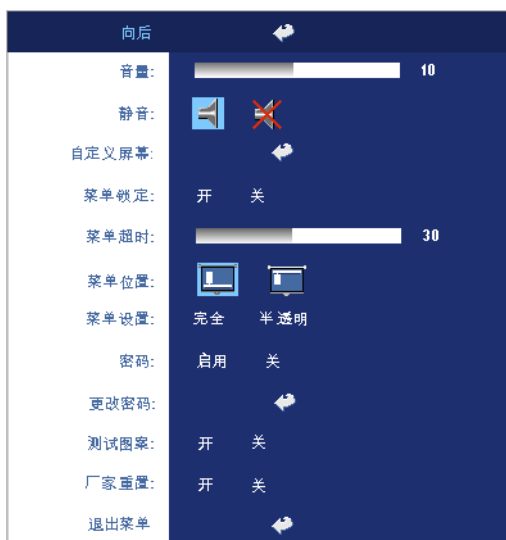 向后
音量: 10
静音:
自定义屏幕:
菜单锁定: 开 关
菜单超时: 30
菜单位置:
菜单设置: 完全 半透明
密码: 启用 关
更改密码:
测试图案: 开 关
厂家重置: 开 关
退出菜单